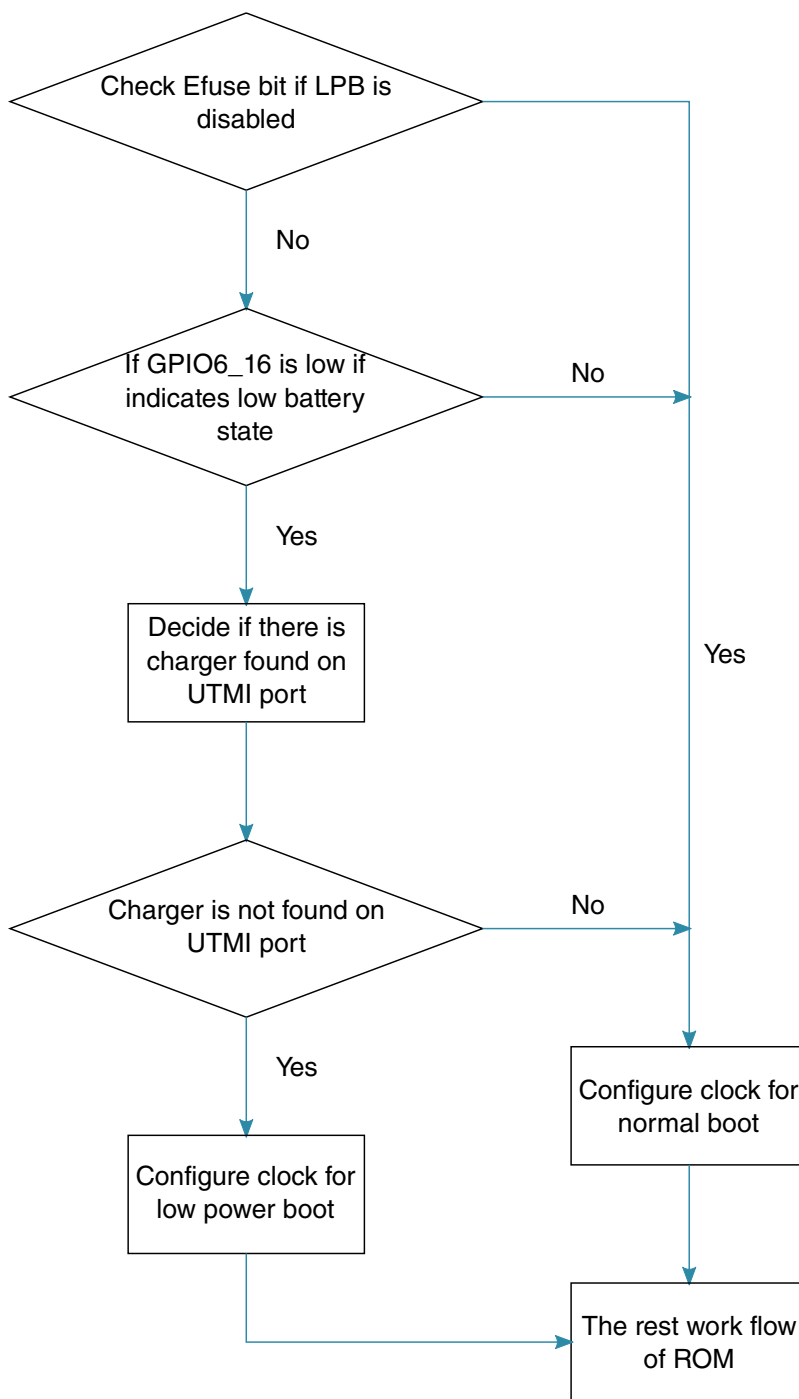 Check Efuse bit if LPB is
disabled
No
If GPIO6_16 is low if
indicates low battery
state
No
Yes
Decide if there is
charger found on
UTMI port
Yes
Charger is not found on
UTMI port
No
Yes
Configure clock for
normal boot
Configure clock for
low power boot
The rest work flow
of ROM